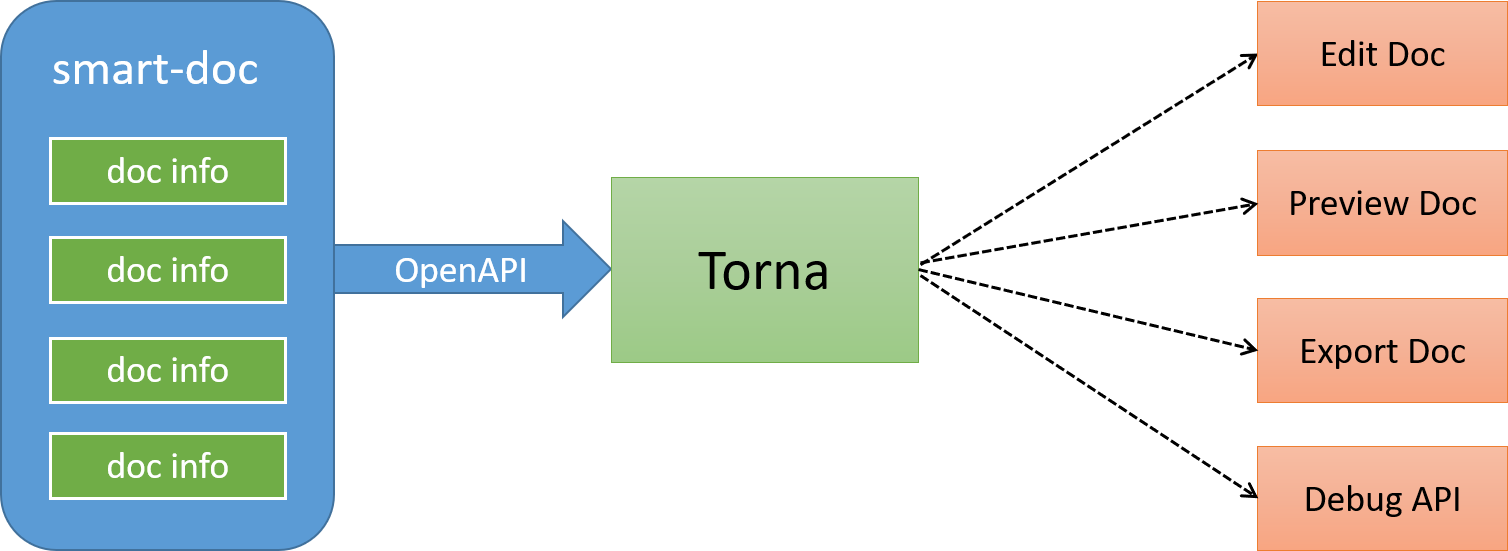 smart-doc
doc info
doc info
doc info
doc info
OpenAPI
Torna
Edit Doc
Preview Doc
Export Doc
Debug API